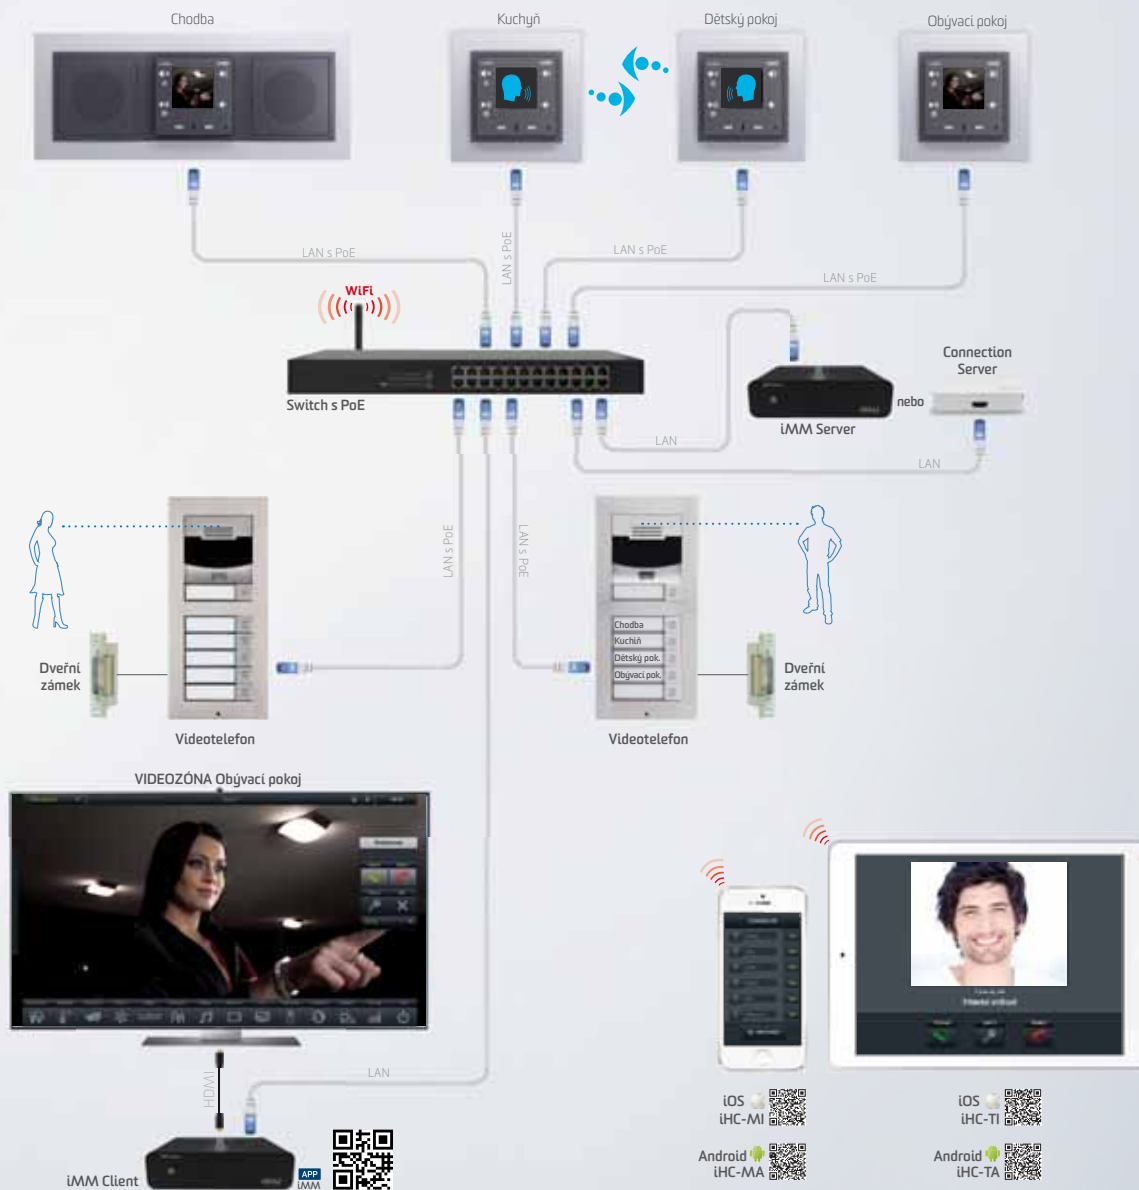 Chodba
Kuchyň
Dětský pokoj
Obývací pokoj
LAN s PoE
LAN s PoE
LAN s PoE
LAN s PoE
WiFi
Switch s PoE
Connection
Server
nebo
iMM Server
LAN
LAN
LAN s PoE
LAN s PoE
Chodba
Kuchiň
Dětský pok.
Obývací pok.
Dveřní
zámek
Dveřní
zámek
Videotelefon
Videotelefon
VIDEOZÓNA Obývací pokoj
HDMI
LAN
iMM Client
APP
iMM
iOS
iHC-MI
Android
iHC-MA
iOS
iHC-TI
Android
iHC-TA